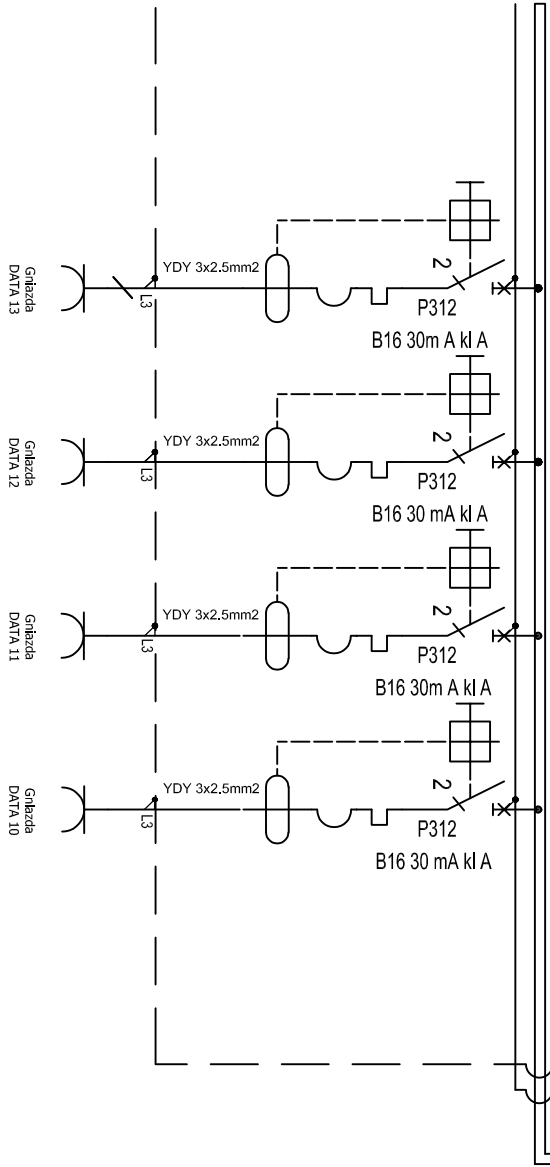 YDY 3x2.5mm2
2
P312
B16 30m A kl A
L3
Gniazda
DATA 13
YDY 3x2.5mm2
2
P312
B16 30 mA kl A
L3
Gniazda
DATA 12
YDY 3x2.5mm2
2
P312
B16 30m A kl A
L3
Gniazda
DATA 11
YDY 3x2.5mm2
2
P312
B16 30 mA kl A
L3
Gniazda
DATA 10